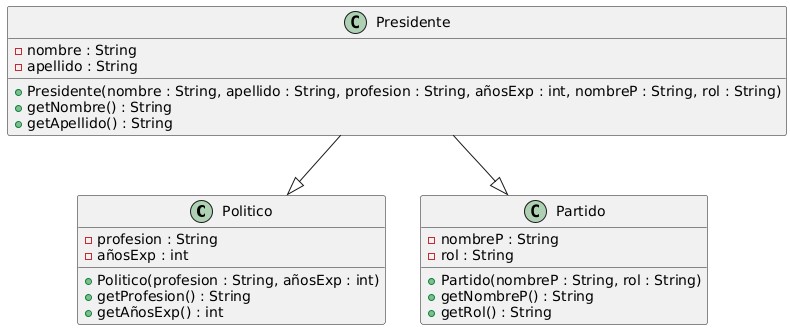 C Presidente
nombre : String
apellido : String
Presidente(nombre : String, apellido : String, profesion : String, añosExp : int, nombreP : String, rol : String)
getNombre() : String
getApellido() : String
C Politico
profesion : String
añosExp : int
Politico(profesion : String, añosExp : int)
getProfesion() : String
getAñosExp() : int
C Partido
nombreP : String
rol : String
Partido(nombreP : String, rol : String)
getNombreP() : String
getRol() : String